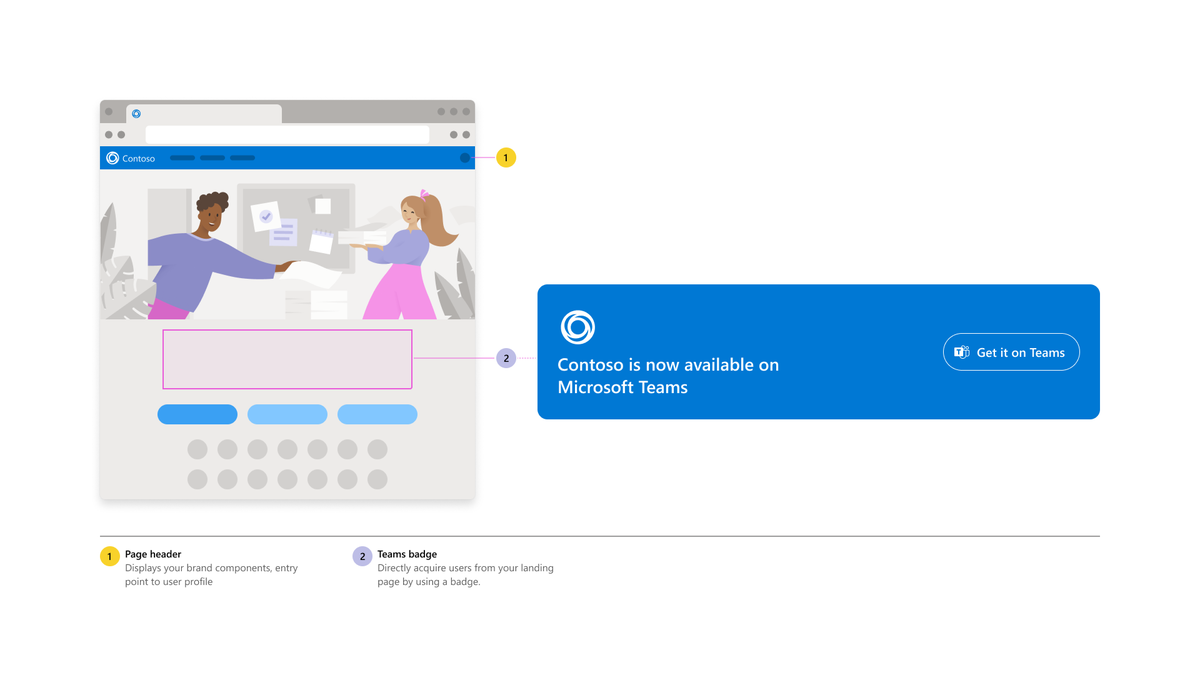 Contoso
1
2
Contoso is now available on
Microsoft Teams
Get it on Teams
1
Page header
Displays your brand components, entry
point to user profile
2
Teams badge
Directly acquire users from your landing
page by using a badge.